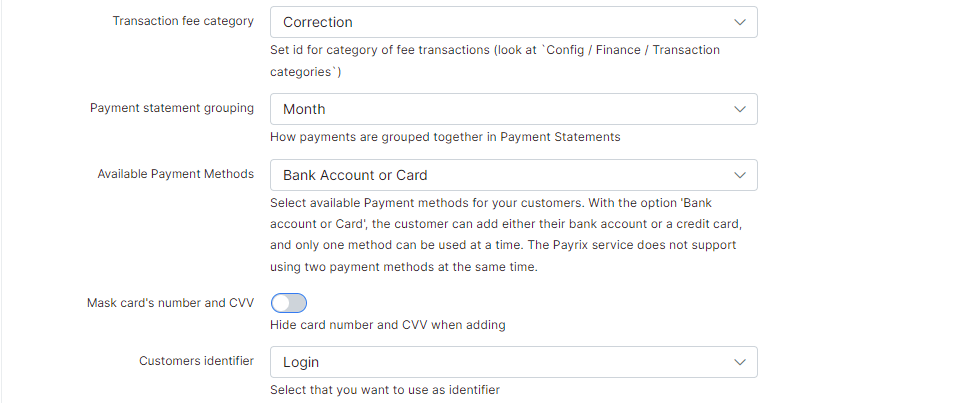 Transaction fee category
Correction
Set id for category of fee transactions (look at `Config / Finance / Transaction
categories`)
Payment statement grouping
Month
How payments are grouped together in Payment Statements
Available Payment Methods
Bank Account or Card
Select available Payment methods for your customers. With the option 'Bank
account or Card', the customer can add either their bank account or a credit card,
and only one method can be used at a time. The Payrix service does not support
using two payment methods at the same time.
Mask card's number and CVV
Hide card number and CVV when adding
Customers identifier
Login
Select that you want to use as identifier